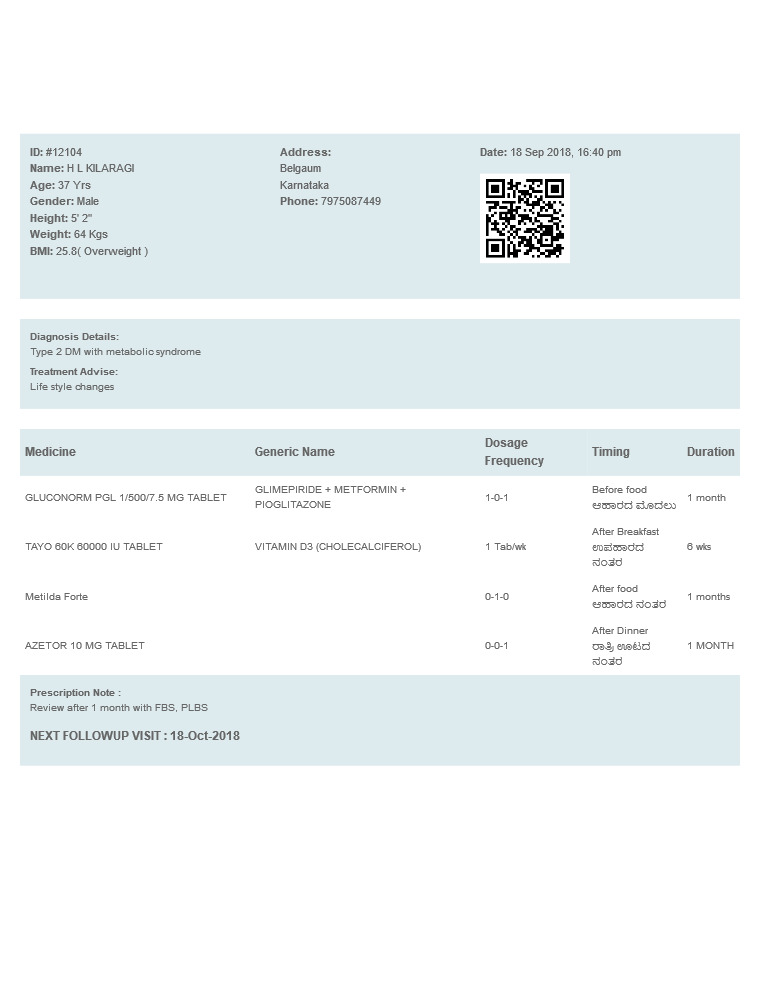 ID: #12104
Name: H L KILARAGI
Age: 37 Yrs
Gender: Male
Height: 5' 2"
Weight: 64 Kgs
BMI: 25.8( Overweight )
Address:
Belgaum
Karnataka
Phone: 7975087449
Date: 18 Sep 2018, 16:40 pm
Diagnosis Details:
Type 2 DM with metabolic syndrome
Treatment Advise:
Life style changes
Medicine Generic Name Dosage Frequency Timing Duration
GLUCONORM PGL 1/500/7.5 MG TABLET
GLIMEPIRIDE + METFORMIN +
PIOGLITAZONE
1-0-1
Before food
ಆಹಾರದ ಮೊದಲು
1 month
TAYO 60K 60000 IU TABLET
VITAMIN D3 (CHOLECALCIFEROL)
1 Tab/wk
After Breakfast
ಉಪಹಾರದ
ನಂತರ
6 wks
Metilda Forte
0-1-0
After food
ಆಹಾರದ ನಂತರ
1 months
AZETOR 10 MG TABLET
0-0-1
After Dinner
ರಾತ್ರಿ ಊಟದ
ನಂತರ
1 MONTH
Prescription Note :
Review after 1 month with FBS, PLBS
NEXT FOLLOWUP VISIT : 18-Oct-2018